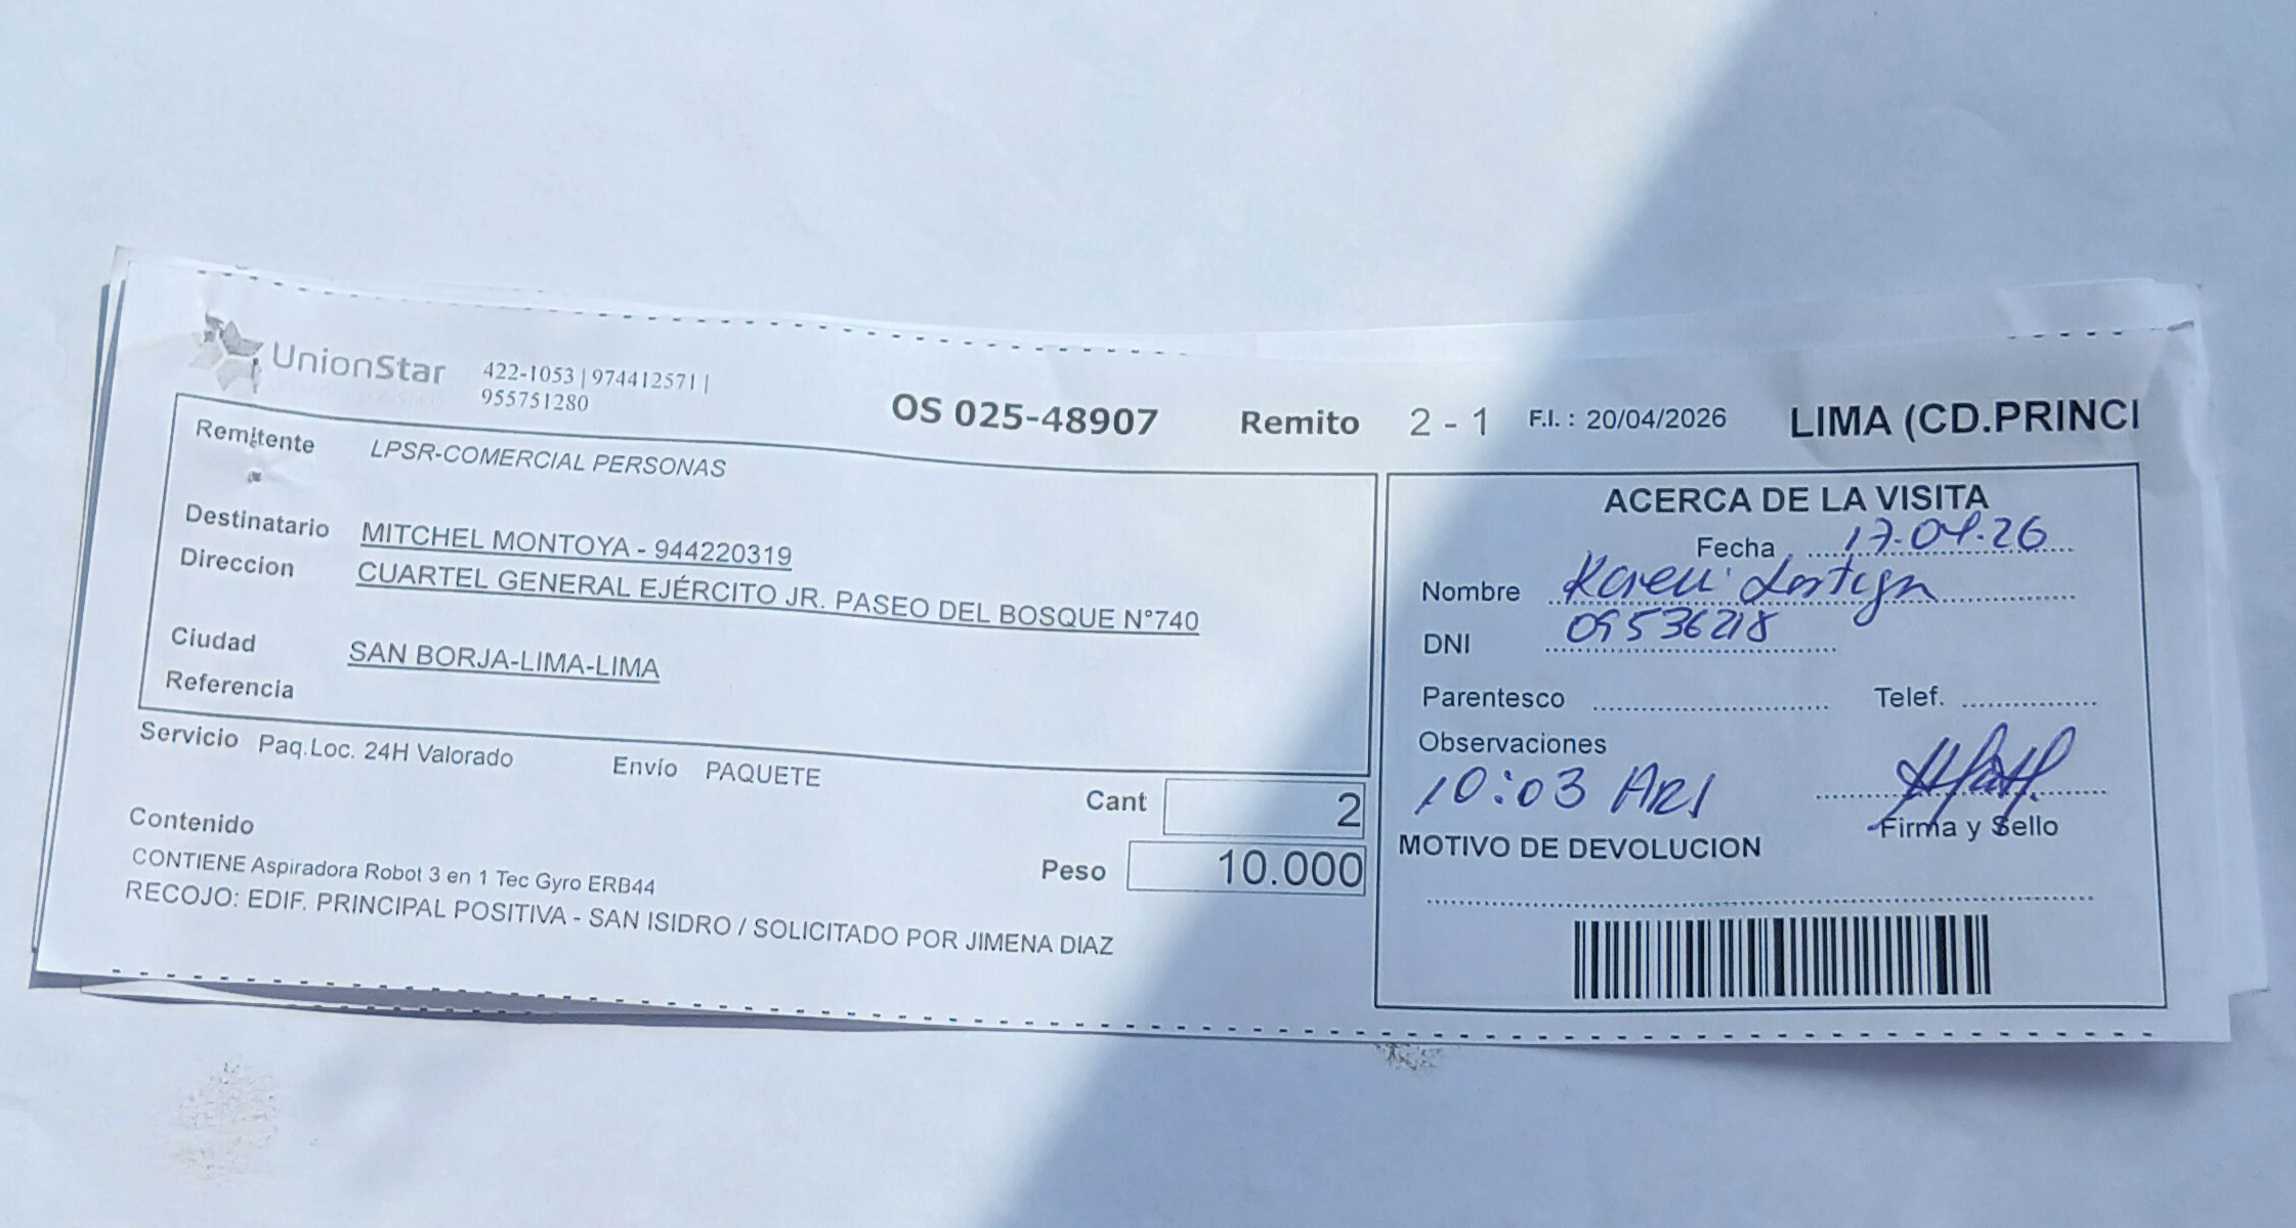 UnionStar 422-1053 | 974412571 |
955751280
OS 025-48907 Remito 2 - 1 F.I. : 20/04/2026 LIMA (CD.PRINCI
Remitente LPSR-COMERCIAL PERSONAS
Destinatario MITCHEL MONTOYA - 944220319
Direccion CUARTEL GENERAL EJÉRCITO JR. PASEO DEL BOSQUE N°740
Ciudad SAN BORJA-LIMA-LIMA
Referencia
Servicio Paq.Loc. 24H Valorado Envío PAQUETE
Cant 2
Contenido
Peso 10.000
CONTIENE Aspiradora Robot 3 en 1 Tec Gyro ERB44
RECOJO: EDIF. PRINCIPAL POSITIVA - SAN ISIDRO / SOLICITADO POR JIMENA DIAZ
ACERCA DE LA VISITA
Fecha 17-04-26
Nombre Karen
DNI 09536218
Parentesco Telef.
Observaciones
10:03
Firma y Sello
MOTIVO DE DEVOLUCION